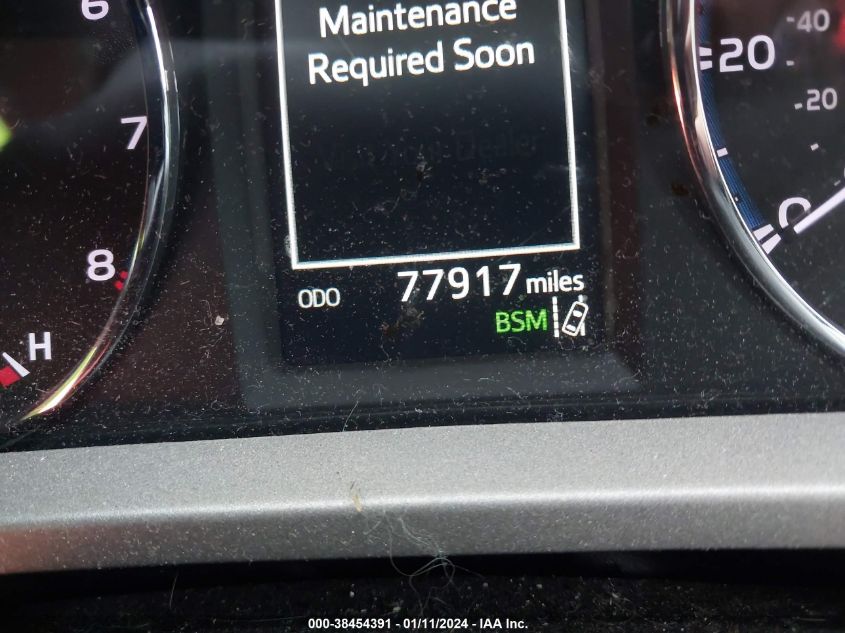 Maintenance
Required Soon
6
7
8
H
20
0
-40
-20
ODO 77917 miles
BSM
000-38454391 - 01/11/2024 - IAA Inc.